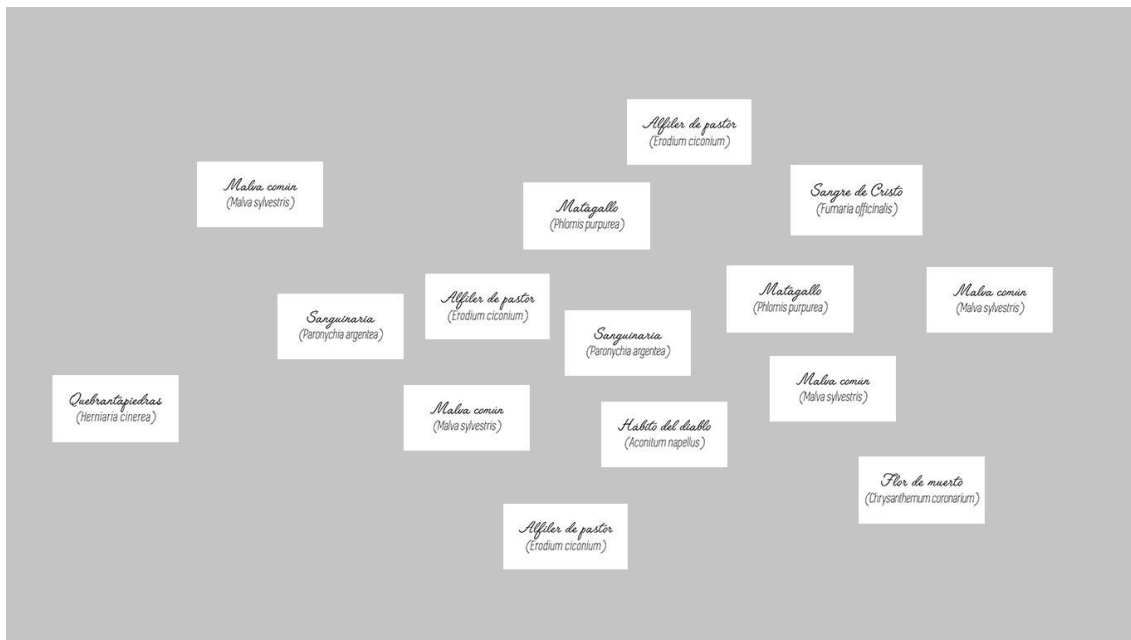 Alfiler de pastor
(Erodium ciconium)
Malva común
(Malva sylvestris)
Sangre de Cristo
(Fumaria officinalis)
Matagallo
(Phlomis purpurea)
Matagallo
(Phlomis purpurea)
Malva común
(Malva sylvestris)
Alfiler de pastor
(Erodium ciconium)
Sanguinaria
(Paronychia argentea)
Sanguinaria
(Paronychia argentea)
Malva común
(Malva sylvestris)
Quebrantapiedras
(Herniaria cinerea)
Malva común
(Malva sylvestris)
Hábito del diablo
(Aconitum napellus)
Flor de muerto
(Chrysanthemum coronarium)
Alfiler de pastor
(Erodium ciconium)